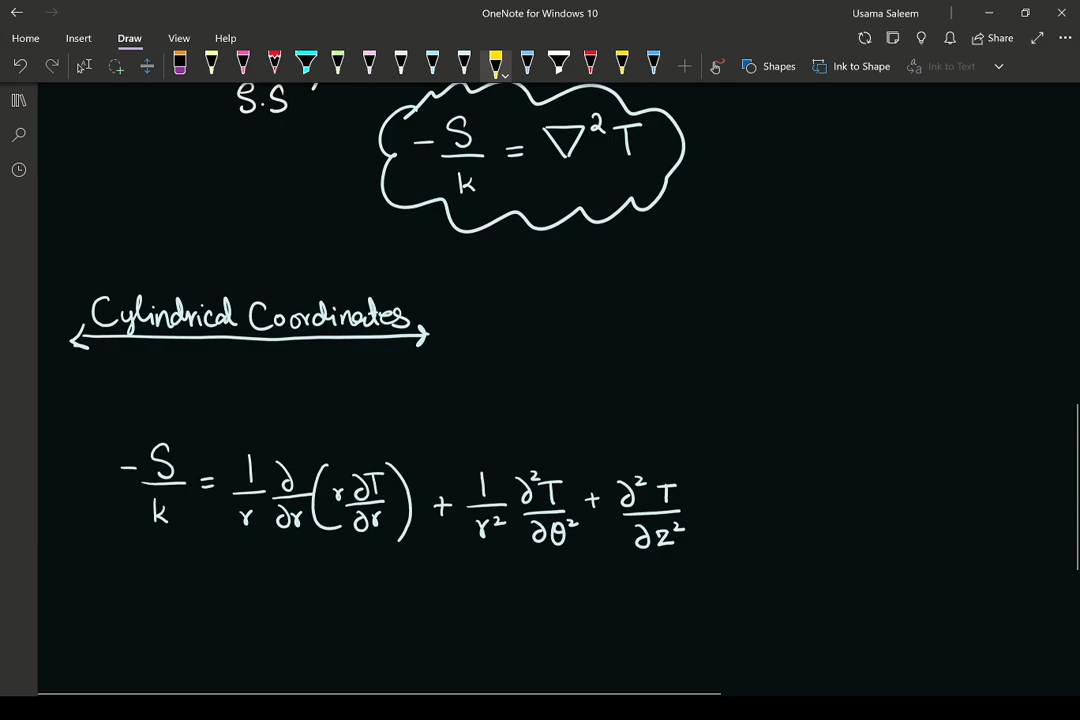 OneNote for Windows 10
Usama Saleem
Home Insert Draw View Help
Share
Shapes Ink to Shape Ink to Text
S.S
-S/k = ∇²T
Cylindrical Coordinates
-S/k = 1/r ∂/∂r (r ∂T/∂r) + 1/r² ∂²T/∂θ² + ∂²T/∂z²